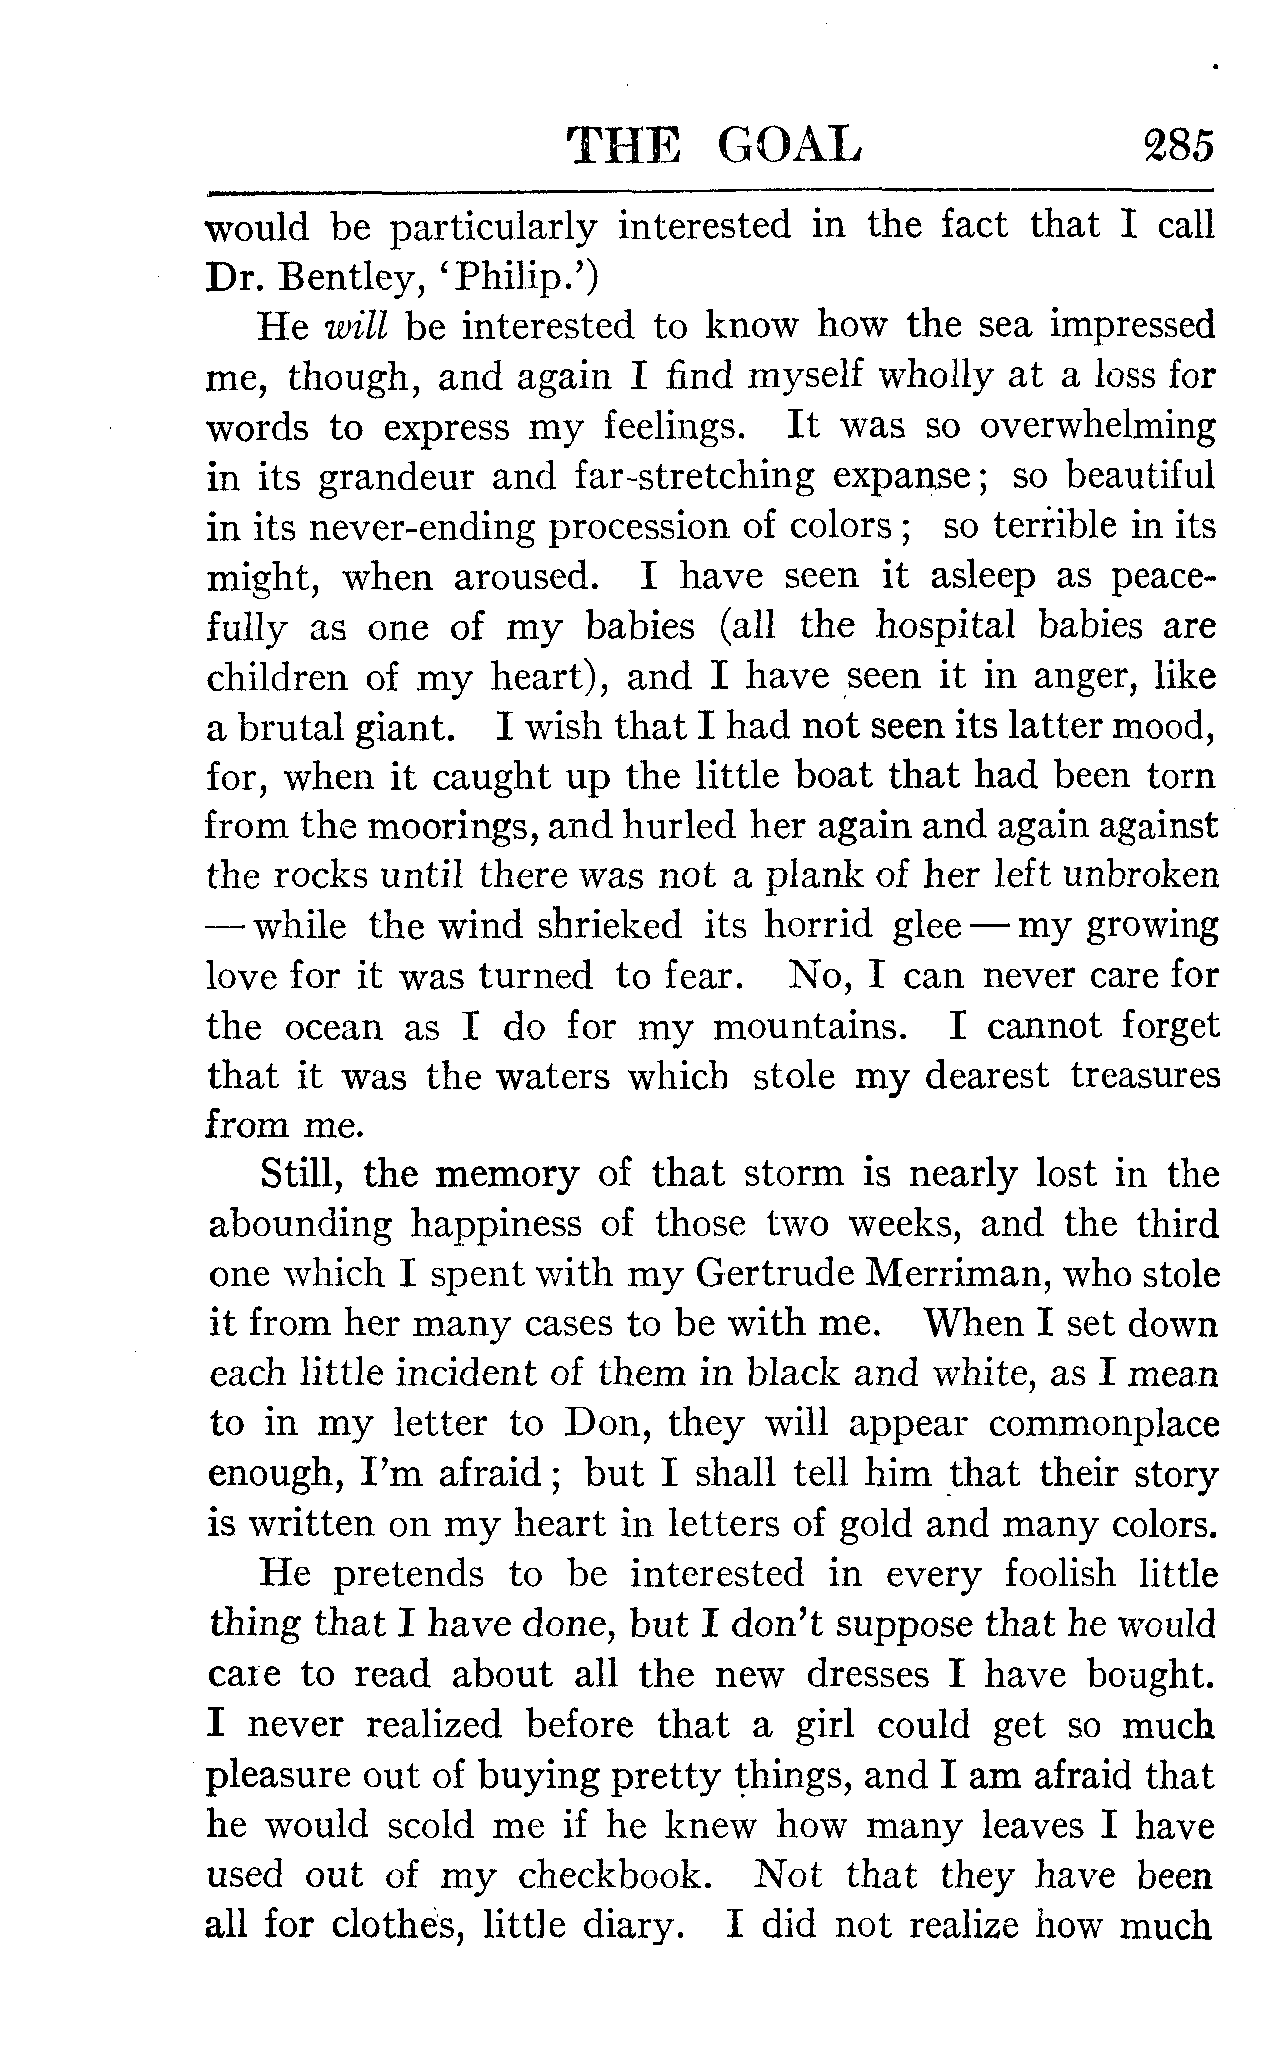 THE GOAL 285
would be particularly interested in the fact that I call
Dr. Bentley, ‘Philip.’)
He will be interested to know how the sea impressed
me, though, and again I find myself wholly at a loss for
words to express my feelings. It was so overwhelming
in its grandeur and far-stretching expanse; so beautiful
in its never-ending procession of colors; so terrible in its
might, when aroused. I have seen it asleep as peace-
fully as one of my babies (all the hospital babies are
children of my heart), and I have seen it in anger, like
a brutal giant. I wish that I had not seen its latter mood,
for, when it caught up the little boat that had been torn
from the moorings, and hurled her again and again against
the rocks until there was not a plank of her left unbroken
— while the wind shrieked its horrid glee — my growing
love for it was turned to fear. No, I can never care for
the ocean as I do for my mountains. I cannot forget
that it was the waters which stole my dearest treasures
from me.
Still, the memory of that storm is nearly lost in the
abounding happiness of those two weeks, and the third
one which I spent with my Gertrude Merriman, who stole
it from her many cases to be with me. When I set down
each little incident of them in black and white, as I mean
to in my letter to Don, they will appear commonplace
enough, I'm afraid; but I shall tell him that their story
is written on my heart in letters of gold and many colors.
He pretends to be interested in every foolish little
thing that I have done, but I don't suppose that he would
care to read about all the new dresses I have bought.
I never realized before that a girl could get so much
pleasure out of buying pretty things, and I am afraid that
he would scold me if he knew how many leaves I have
used out of my checkbook. Not that they have been
all for clothes, little diary. I did not realize how much